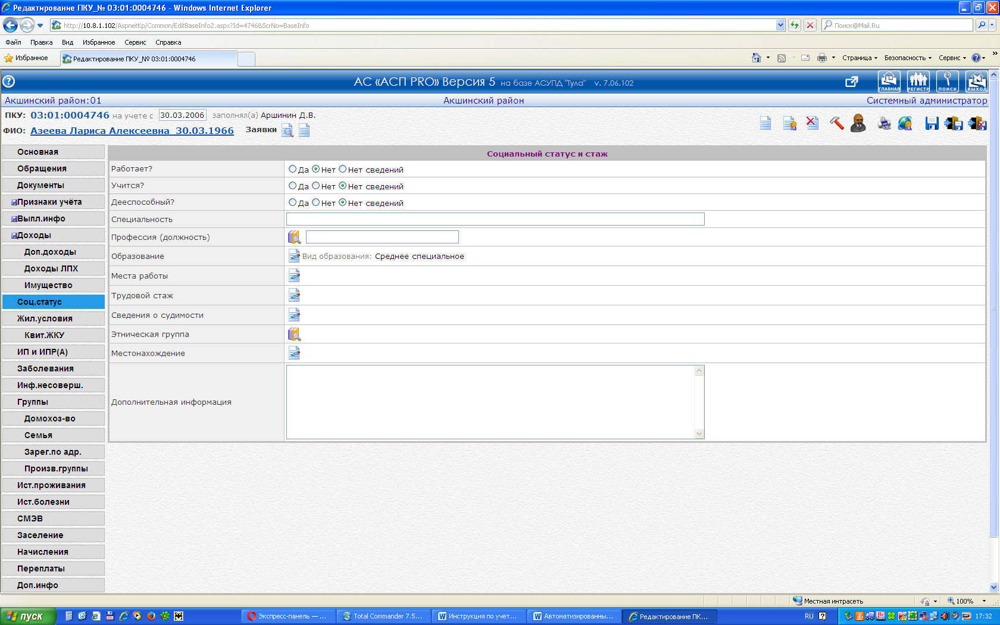 Редактирование ПКУ_№ 03:01:0004746 - Windows Internet Explorer
http://10.8.1.102/AspnetKp/Common/EditBaseInfo2.aspx?Id=4746&ScrNo=BaseInfo
Поиск@Mail.Ru
Файл Правка Вид Избранное Сервис Справка
Избранное Редактирование ПКУ_№ 03:01:0004746
Страница Безопасность Сервис
АС «АСП PRO» Версия 5 на базе АСУПД "Тула" v. 7.06.102
ГЛАВНАЯ РЕГИСТР ПОИСК ВЫХОД
Акшинский район:01 Акшинский район Системный администратор
ПКУ: 03:01:0004746 на учете с 30.03.2006 заполнял(а) Аршинин Д.В.
ФИО: Азеева Лариса Алексеевна 30.03.1966 Заявки
Основная
Обращения
Документы
Признаки учёта
Выпл.инфо
Доходы
Доп.доходы
Доходы ЛПХ
Имущество
Соц.статус
Жил.условия
Квит.ЖКУ
ИП и ИПР(А)
Заболевания
Инф.несоверш.
Группы
Домохоз-во
Семья
Зарег.по адр.
Произв.группы
Ист.проживания
Ист.болезни
СМЭВ
Заселение
Начисления
Переплаты
Доп.инфо
Социальный статус и стаж
Работает? Да Нет Нет сведений
Учится? Да Нет Нет сведений
Дееспособный? Да Нет Нет сведений
Специальность
Профессия (должность)
Образование Вид образования: Среднее специальное
Места работы
Трудовой стаж
Сведения о судимости
Этническая группа
Местонахождение
Дополнительная информация
Местная интрасеть 100%
пуск Экспресс-панель — ... Total Commander 7.5... Инструкция по учет... Автоматизированны... Редактирование ПК... RU 17:32